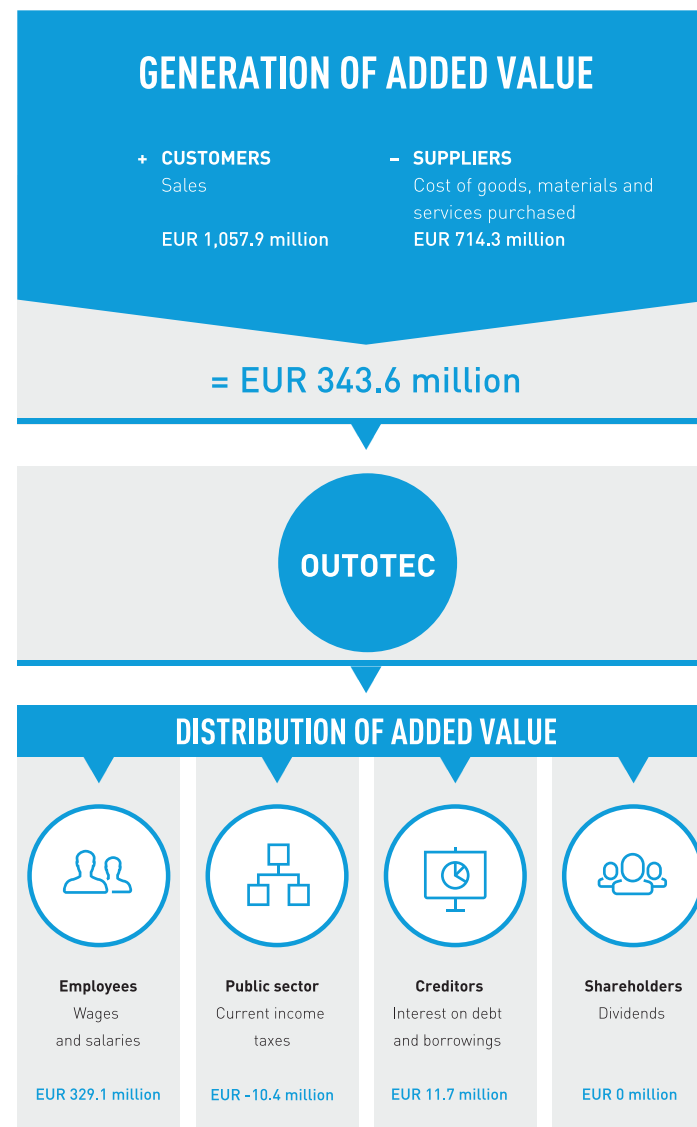 GENERATION OF ADDED VALUE
+ CUSTOMERS
Sales
EUR 1,057.9 million
– SUPPLIERS
Cost of goods, materials and
services purchased
EUR 714.3 million
= EUR 343.6 million
OUTOTEC
DISTRIBUTION OF ADDED VALUE
Employees
Wages
and salaries
EUR 329.1 million
Public sector
Current income
taxes
EUR -10.4 million
Creditors
Interest on debt
and borrowings
EUR 11.7 million
Shareholders
Dividends
EUR 0 million